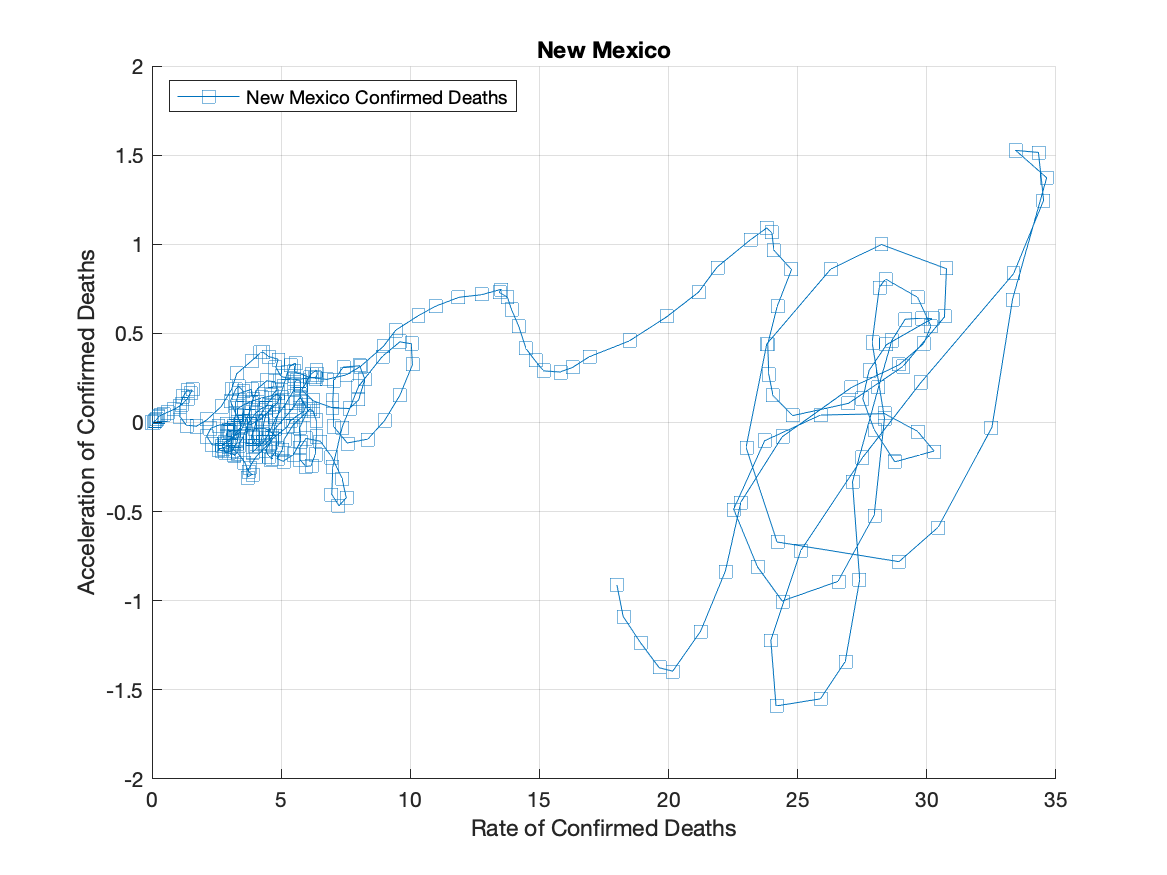 New Mexico
New Mexico Confirmed Deaths
2
1.5
1
0.5
0
-0.5
-1
-1.5
-2
0 5 10 15 20 25 30 35
Acceleration of Confirmed Deaths
Rate of Confirmed Deaths